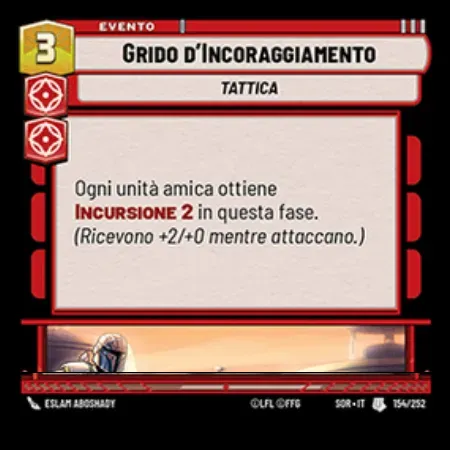 EVENTO
3
GRIDO D'INCORAGGIAMENTO
TATTICA
Ogni unità amica ottiene
INCURSIONE 2 in questa fase.
(Ricevono +2/+0 mentre attaccano.)
ESLAM ABOSHADY
©LFL ©FFG
SOR • IT
154/252